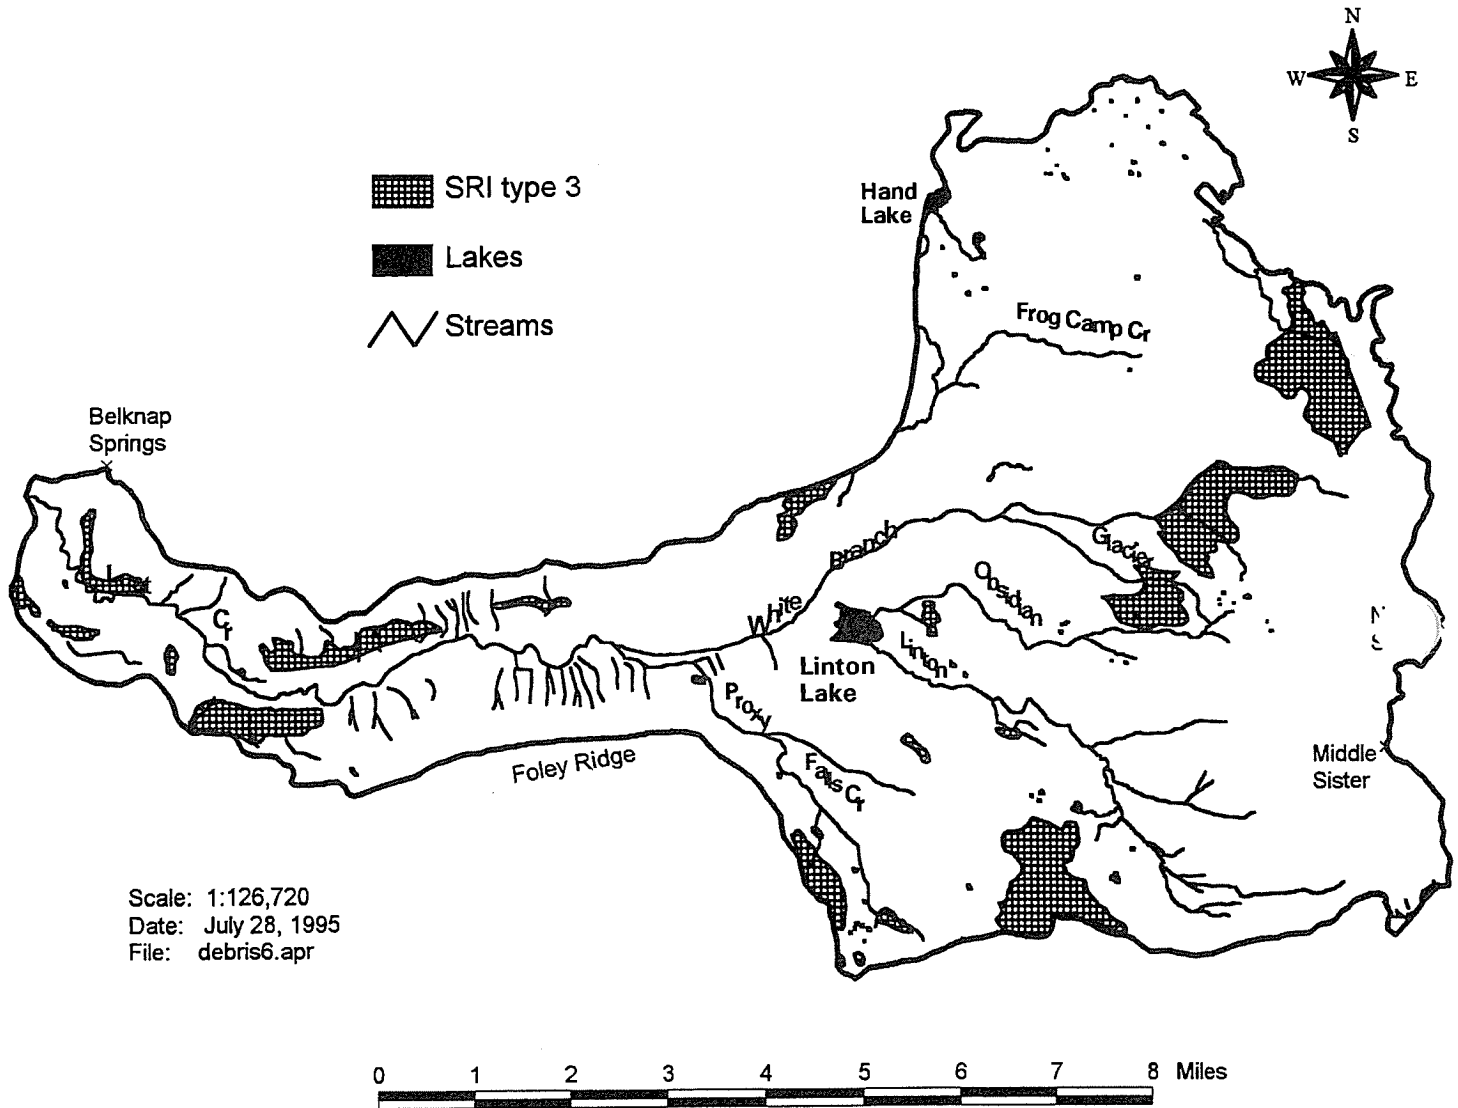 N
W E
S
SRI type 3
Lakes
Streams
Hand
Lake
Frog Camp Cr
Belknap
Springs
Lost
Cr
White
Branch
Glacier
Obsidian
Linton
Linton
Lake
Proxy
Falls Cr
Foley Ridge
N
S
Middle
Sister
Scale: 1:126,720
Date: July 28, 1995
File: debris6.apr
0 1 2 3 4 5 6 7 8 Miles